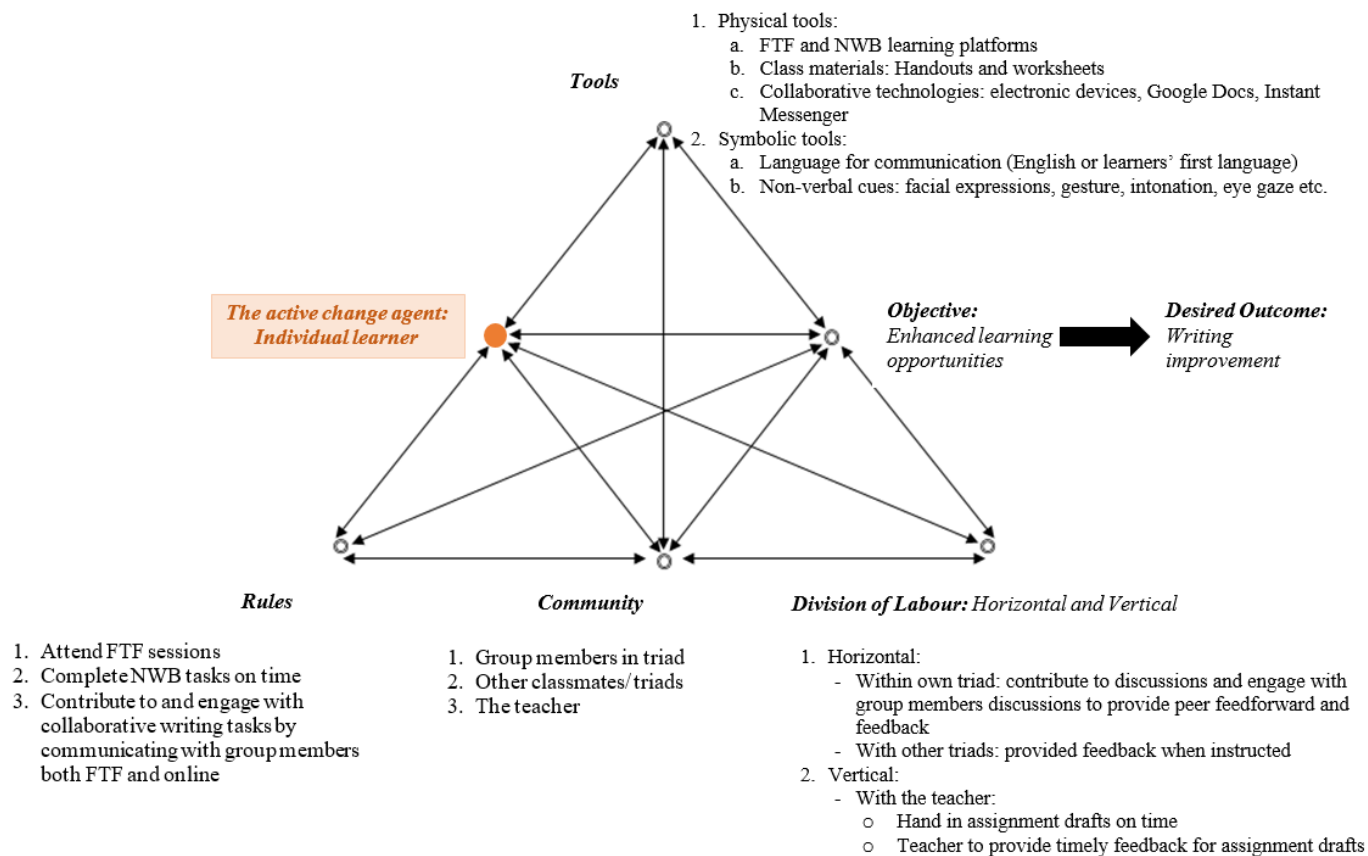 1. Physical tools:
a. FTF and NWB learning platforms
b. Class materials: Handouts and worksheets
c. Collaborative technologies: electronic devices, Google Docs, Instant
Messenger
2. Symbolic tools:
a. Language for communication (English or learners’ first language)
b. Non-verbal cues: facial expressions, gesture, intonation, eye gaze etc.
Tools
The active change agent:
Individual learner
Objective:
Enhanced learning
opportunities
Desired Outcome:
Writing
improvement
Rules
1. Attend FTF sessions
2. Complete NWB tasks on time
3. Contribute to and engage with
collaborative writing tasks by
communicating with group members
both FTF and online
Community
1. Group members in triad
2. Other classmates/triads
3. The teacher
Division of Labour: Horizontal and Vertical
1. Horizontal:
- Within own triad: contribute to discussions and engage with
group members discussions to provide peer feedforward and
feedback
- With other triads: provided feedback when instructed
2. Vertical:
- With the teacher:
o Hand in assignment drafts on time
o Teacher to provide timely feedback for assignment drafts